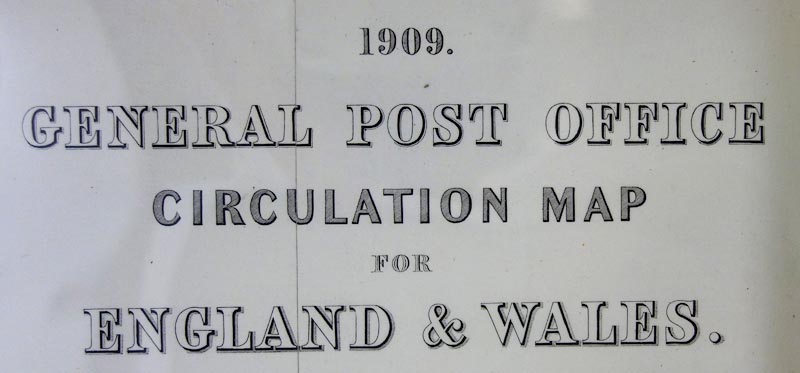 1909.
GENERAL POST OFFICE
CIRCULATION MAP
FOR
ENGLAND & WALES.